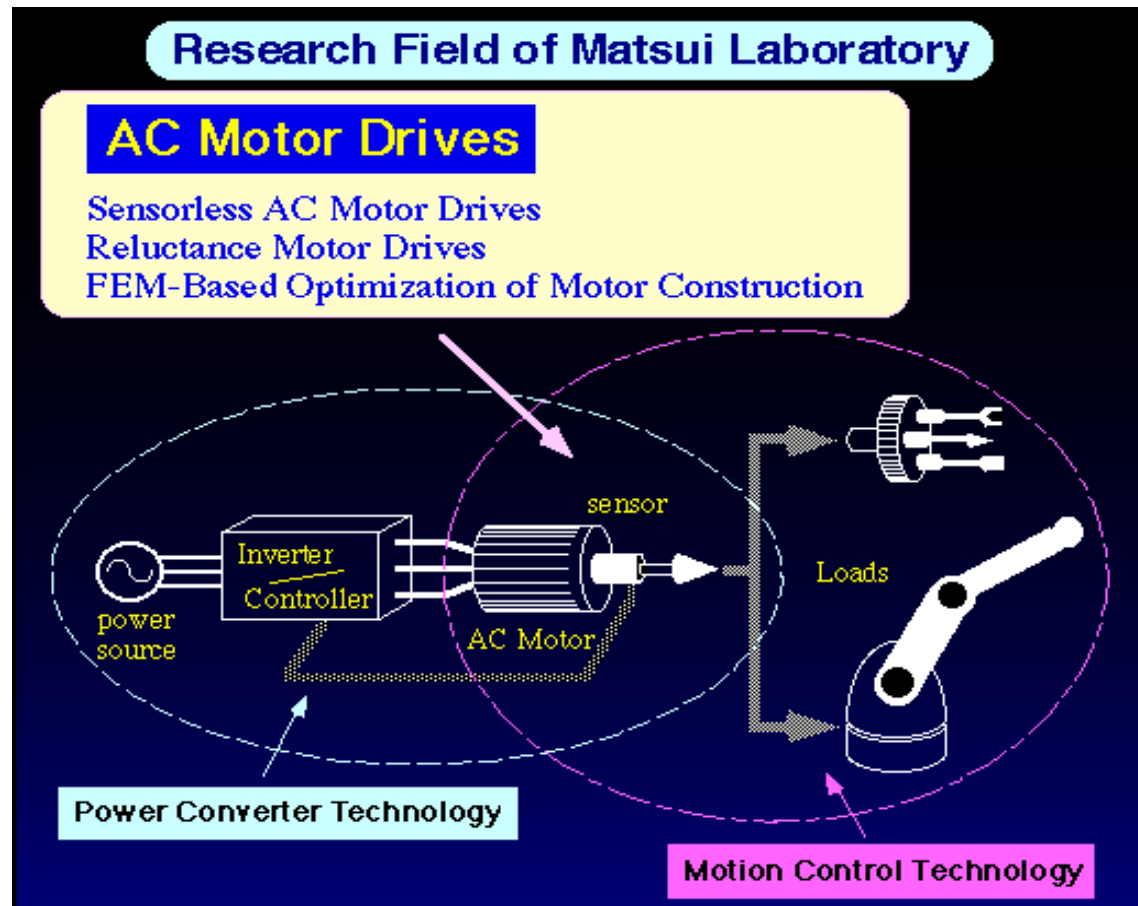 Research Field of Matsui Laboratory
AC Motor Drives
Sensorless AC Motor Drives
Reluctance Motor Drives
FEM-Based Optimization of Motor Construction
sensor
Inverter
Controller
Loads
power
source
AC Motor
Power Converter Technology
Motion Control Technology